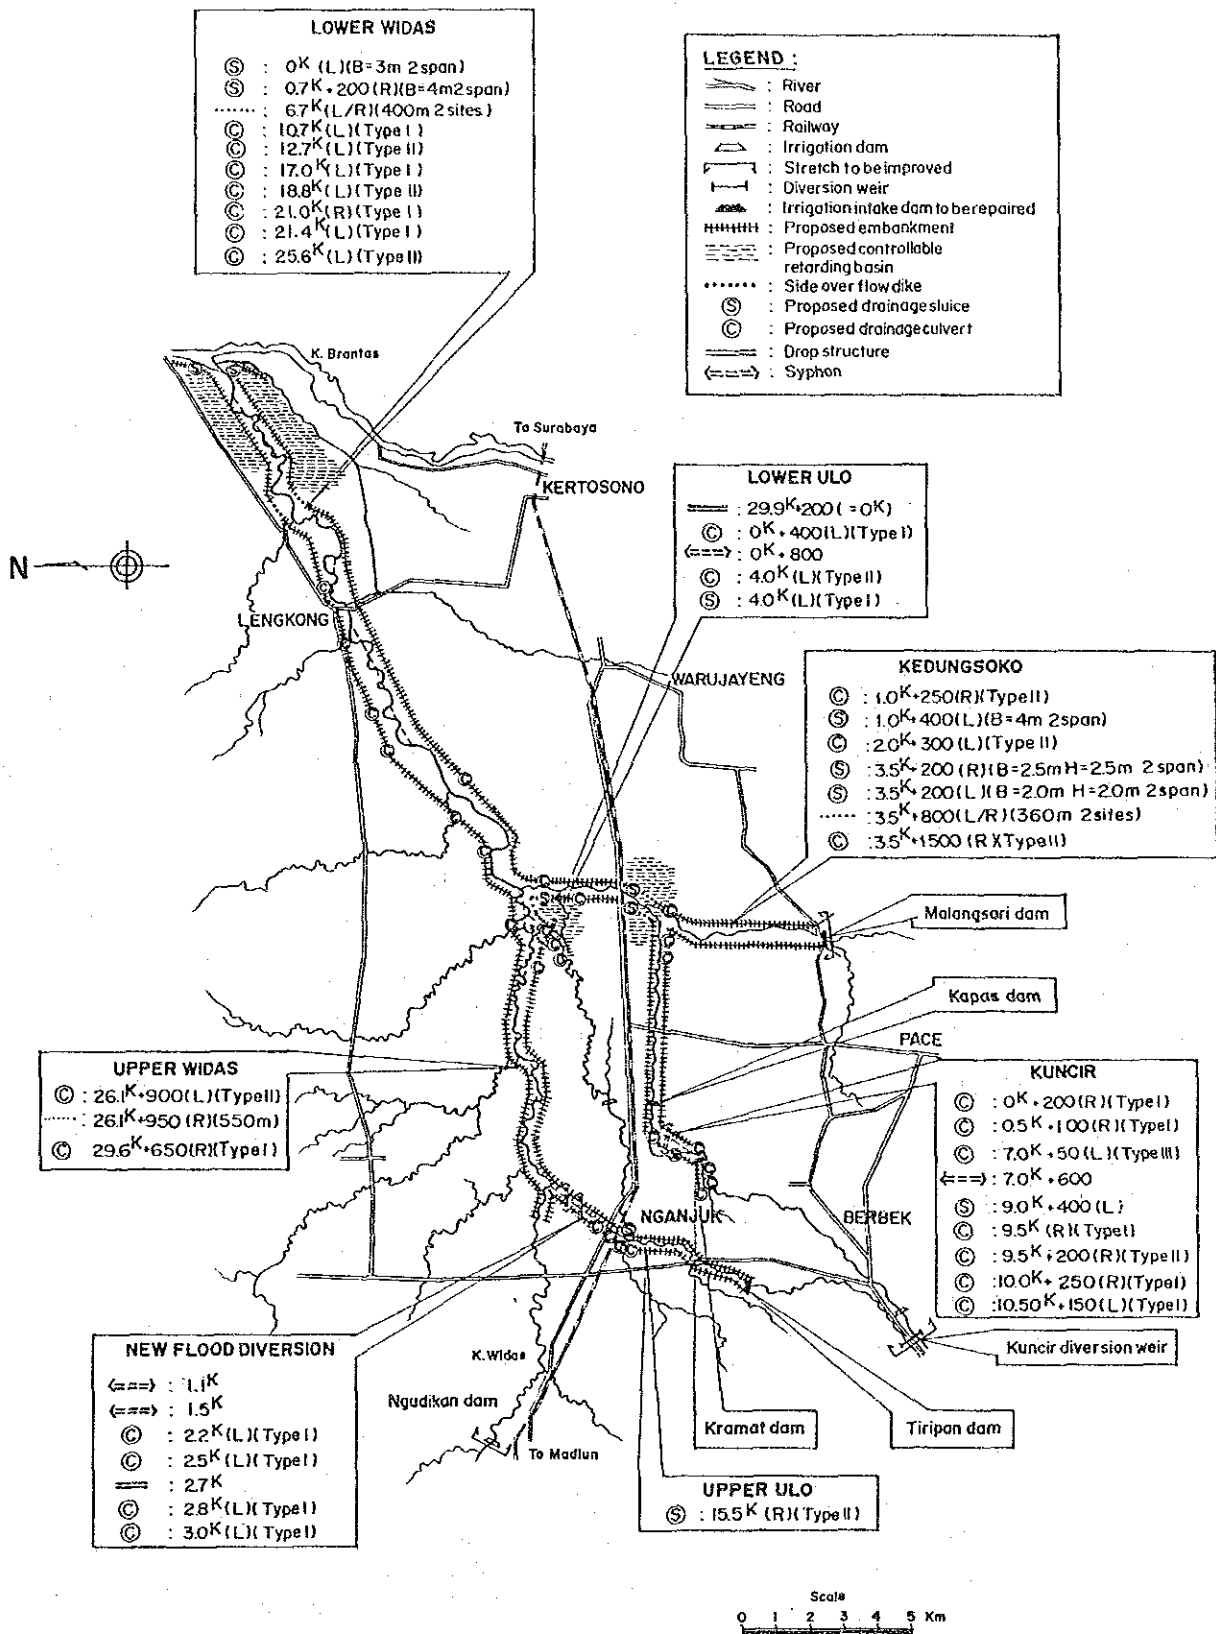 LOWER WIDAS
Ⓢ : 0K (L)(B=3m 2span)
Ⓢ : 0.7K+200(R)(B=4m2span)
...... : 6.7K(L/R)(400m 2sites)
Ⓒ : 10.7K(L)(Type I)
Ⓒ : 12.7K(L)(Type II)
Ⓒ : 17.0K(L)(Type I)
Ⓒ : 18.8K(L)(Type II)
Ⓒ : 21.0K(R)(Type I)
Ⓒ : 21.4K(L)(Type I)
Ⓒ : 25.6K(L)(Type II)
LEGEND :
: River
: Road
: Railway
: Irrigation dam
: Stretch to be improved
: Diversion weir
: Irrigation intake dam to be repaired
: Proposed embankment
: Proposed controllable
retarding basin
: Side over flow dike
Ⓢ : Proposed drainage sluice
Ⓒ : Proposed drainage culvert
: Drop structure
: Syphon
K. Brantas
To Surabaya
KERTOSONO
N
LENGKONG
LOWER ULO
: 29.9K+200(=0K)
Ⓒ : 0K+400(L)(Type I)
<===> : 0K+800
Ⓒ : 4.0K(L)(Type II)
Ⓢ : 4.0K(L)(Type I)
WARUJAYENG
KEDUNGSOKO
Ⓒ : 1.0K+250(R)(Type II)
Ⓢ : 1.0K+400(L)(B=4m 2span)
Ⓒ : 2.0K+300(L)(Type II)
Ⓢ : 3.5K+200(R)(B=2.5m H=2.5m 2span)
Ⓢ : 3.5K+200(L)(B=2.0m H=2.0m 2span)
...... : 3.5K+800(L/R)(360m 2sites)
Ⓒ : 3.5K+1500(R)(Type II)
Malangsari dam
Kapas dam
PACE
UPPER WIDAS
Ⓒ : 26.1K+900(L)(Type II)
...... : 26.1K+950(R)(550m)
Ⓒ 29.6K+650(R)(Type I)
KUNCIR
Ⓒ : 0K+200(R)(Type I)
Ⓒ : 0.5K+100(R)(Type I)
Ⓒ : 7.0K+50(L)(Type III)
<===> : 7.0K+600
Ⓢ : 9.0K+400(L)
Ⓒ : 9.5K(R)(Type I)
Ⓒ : 9.5K+200(R)(Type II)
Ⓒ : 10.0K+250(R)(Type I)
Ⓒ : 10.50K+150(L)(Type I)
NGANJUK
BERBEK
NEW FLOOD DIVERSION
<===> : 1.1K
<===> : 1.5K
Ⓒ : 2.2K(L)(Type I)
Ⓒ : 2.5K(L)(Type I)
: 2.7K
Ⓒ : 2.8K(L)(Type I)
Ⓒ : 3.0K(L)(Type I)
K. Widas
Ngudikan dam
To Madiun
Kramat dam
Tiripan dam
Kuncir diversion weir
UPPER ULO
Ⓢ : 15.5K (R)(Type II)
Scale
0 1 2 3 4 5 Km